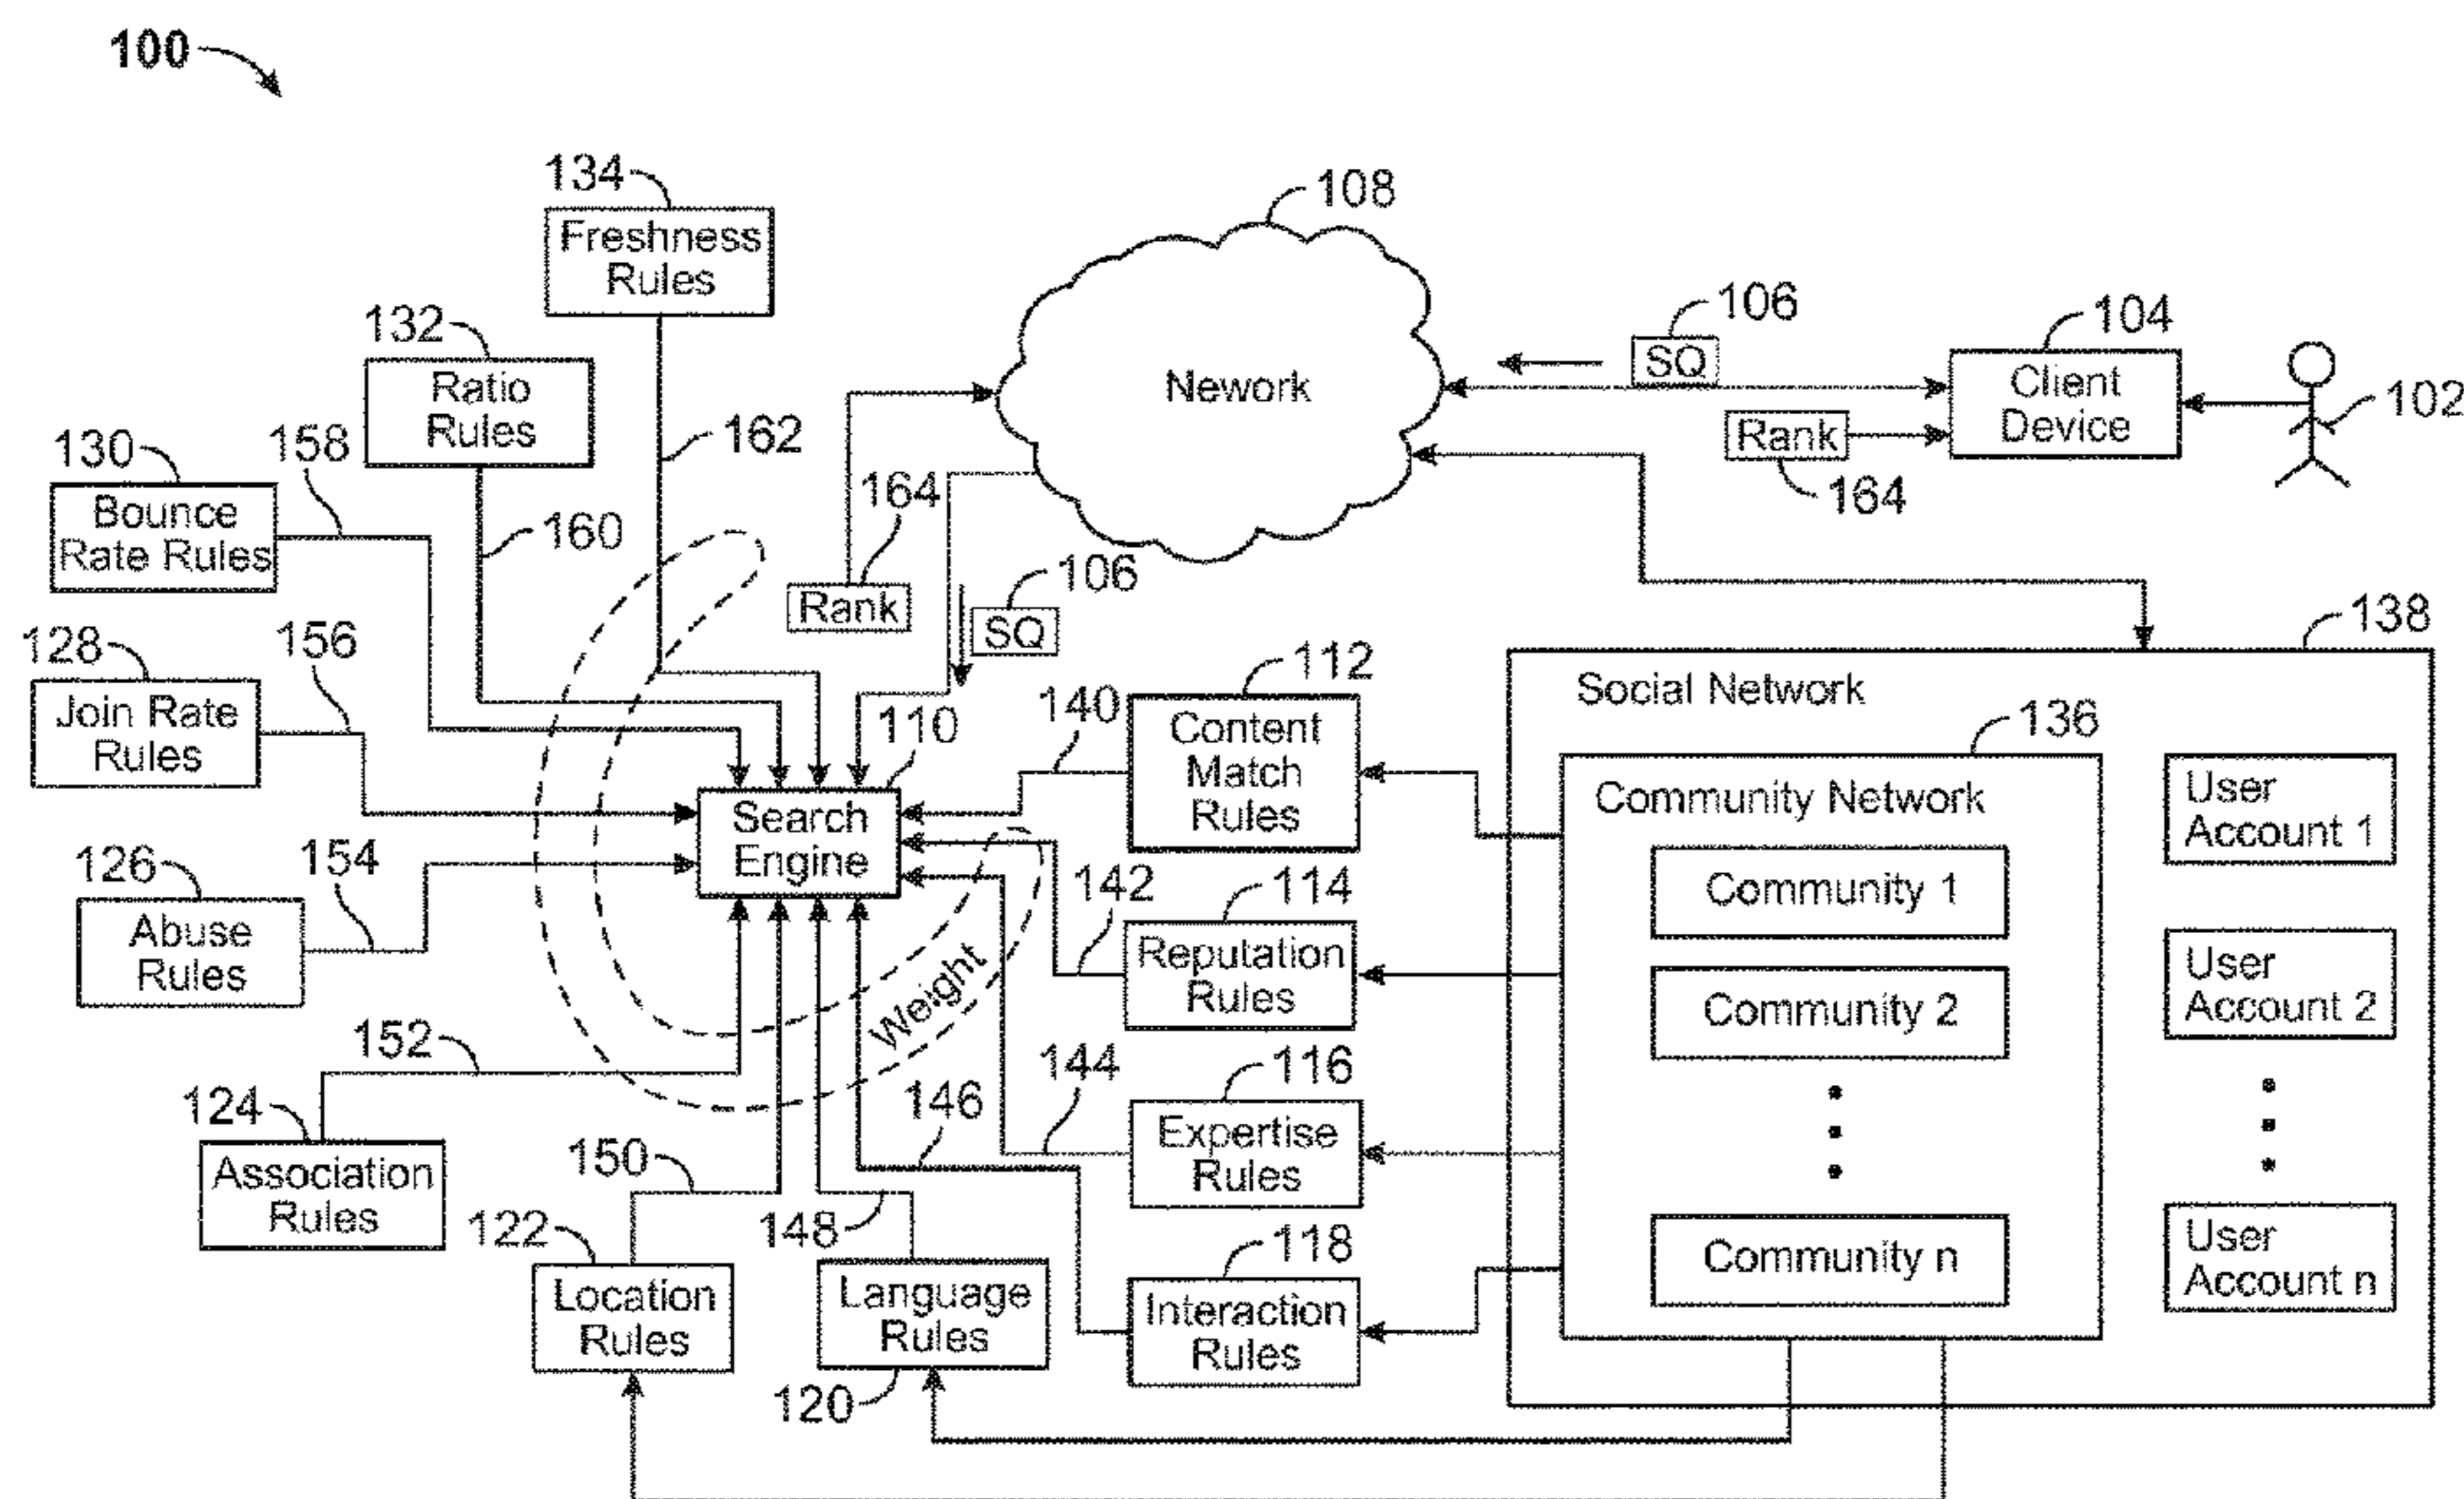 100
134
Freshness
Rules
108
Nework
106
SQ
104
Client
Device
102
Rank
164
132
Ratio
Rules
162
130
158
Bounce
Rate Rules
160
164
Rank
106
SQ
128
156
Join Rate
Rules
110
Search
Engine
140
112
Content
Match
Rules
138
Social Network
136
Community Network
Community 1
Community 2
Community n
User
Account 1
User
Account 2
User
Account n
126
154
Abuse
Rules
142
114
Reputation
Rules
Weight
152
124
Association
Rules
144
116
Expertise
Rules
146
150
122
Location
Rules
148
Language
Rules
120
118
Interaction
Rules